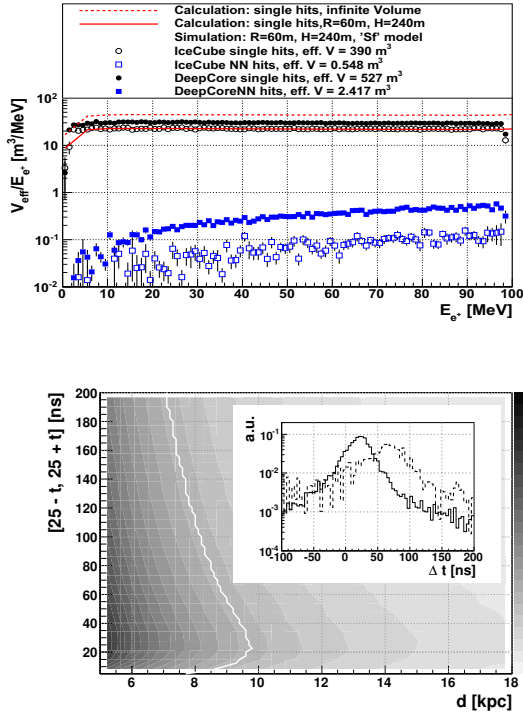 Calculation: single hits, infinite Volume
Calculation: single hits,R=60m, H=240m
Simulation: R=60m, H=240m, 'Sf' model
IceCube single hits, eff. V = 390 m³
IceCube NN hits, eff. V = 0.548 m³
DeepCore single hits, eff. V = 527 m³
DeepCoreNN hits, eff. V = 2.417 m³
V_eff/E_e⁺ [m³/MeV]
10²
10
1
10⁻¹
10⁻²
0 10 20 30 40 50 60 70 80 90 100
E_e⁺ [MeV]
[25 - t, 25 + t] [ns]
200
180
160
140
120
100
80
60
40
20
6 8 10 12 14 16 18
d [kpc]
a.u.
10⁻¹
10⁻²
10⁻³
10⁻⁴
-100 -50 0 50 100 150 200
Δ t [ns]